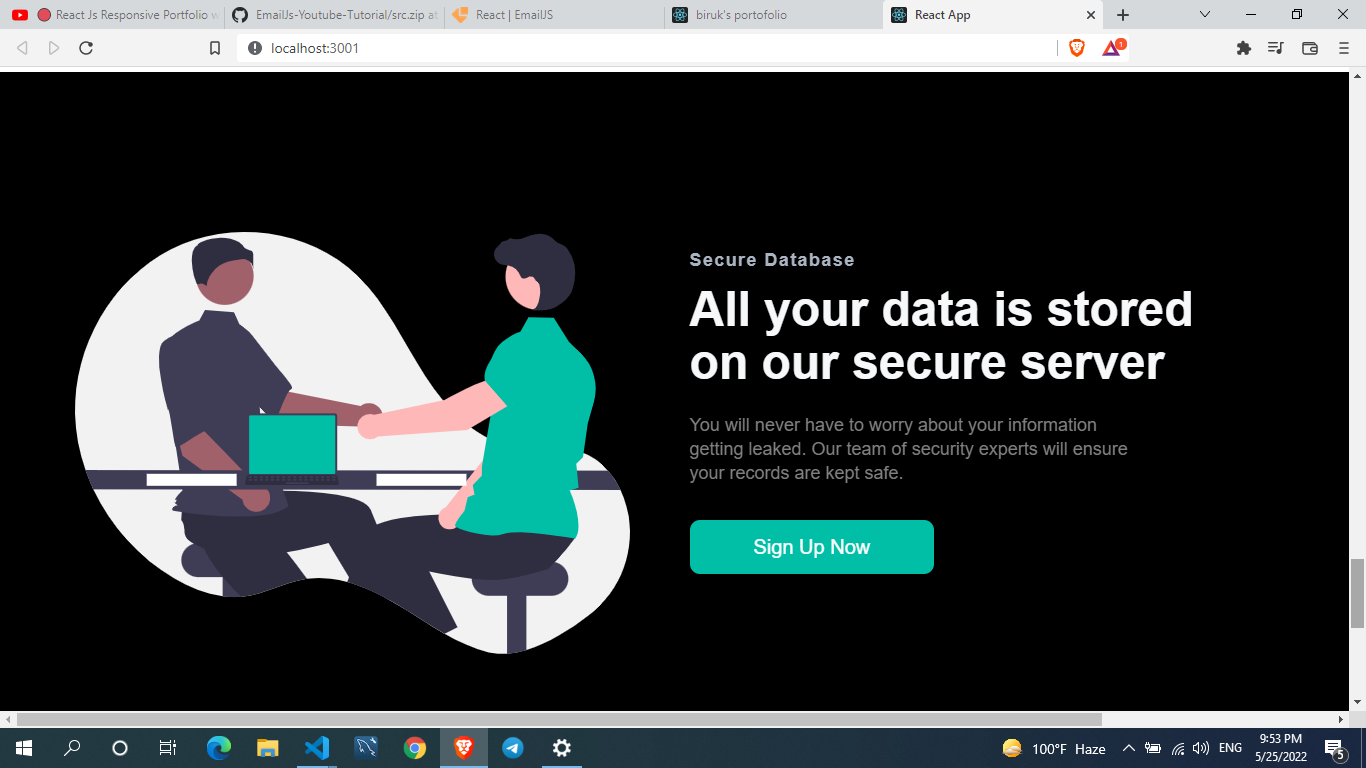 React Js Responsive Portfolio w
EmailJs-Youtube-Tutorial/src.zip at
React | EmailJS
biruk's portofolio
React App
localhost:3001
1
Secure Database
All your data is stored
on our secure server
You will never have to worry about your information
getting leaked. Our team of security experts will ensure
your records are kept safe.
Sign Up Now
100°F Haze
ENG
9:53 PM
5/25/2022
5